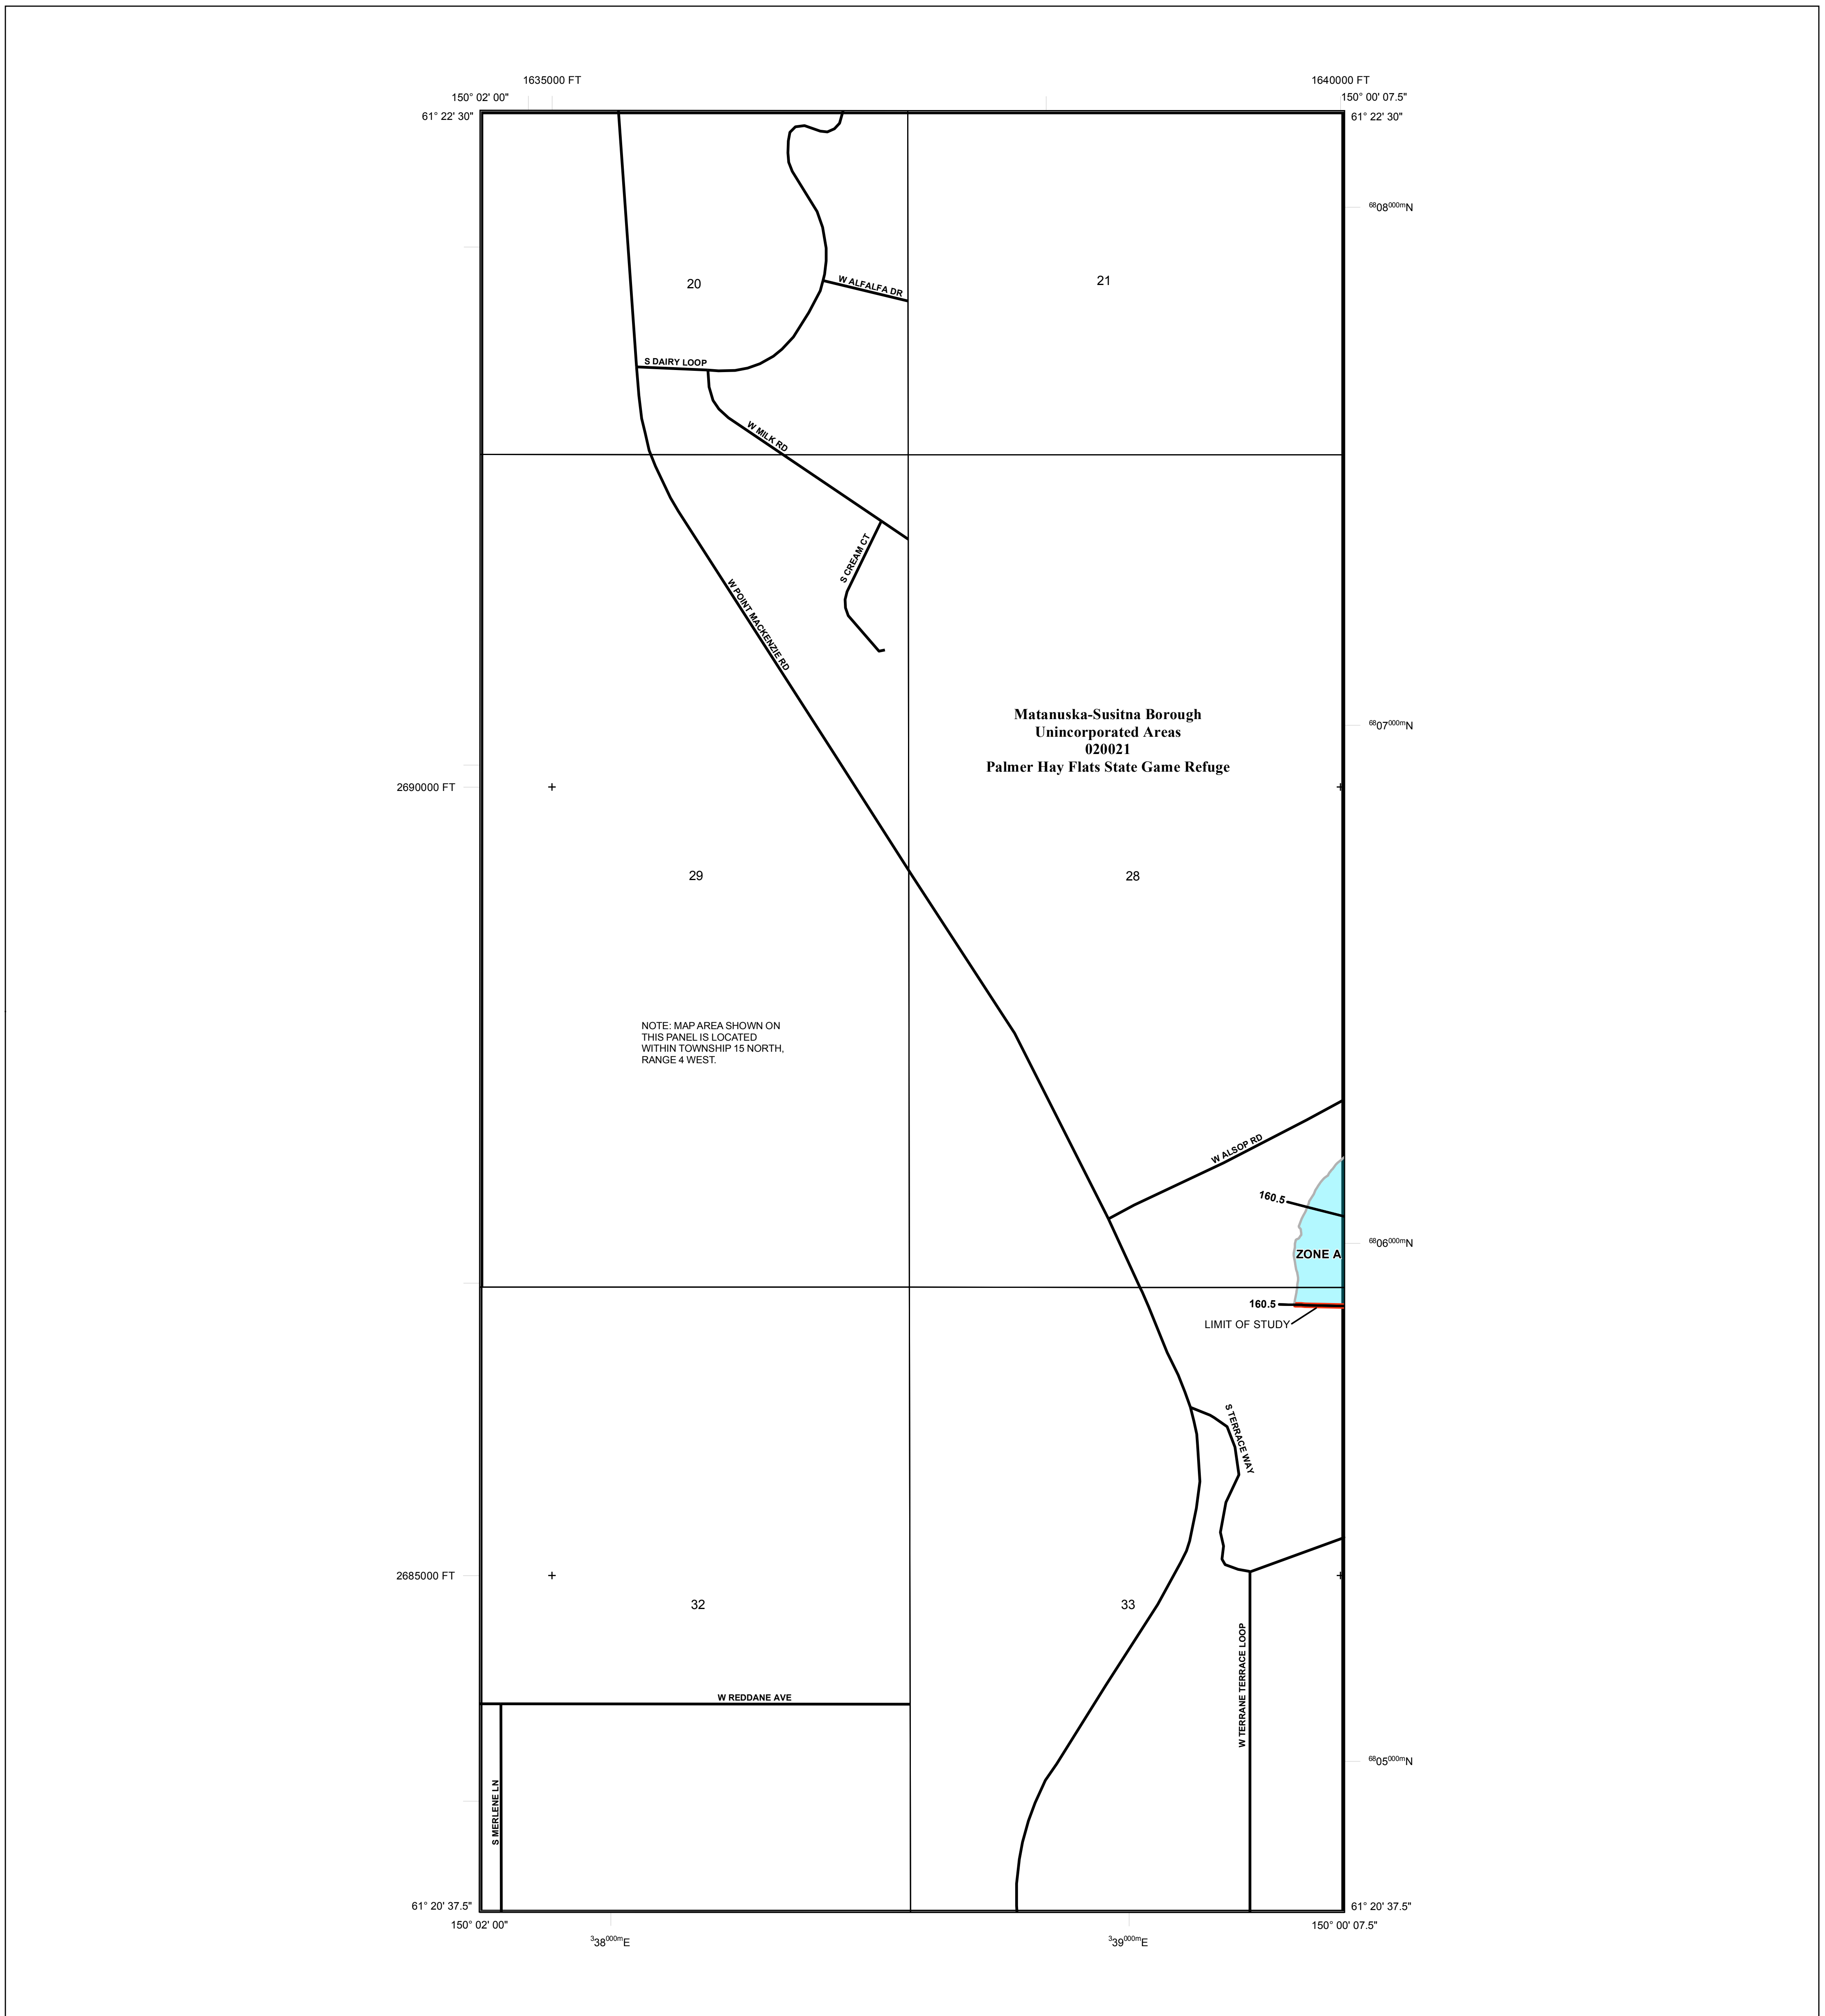 1635000 FT
1640000 FT
150° 02' 00"
150° 00' 07.5"
61° 22' 30"
61° 22' 30"
6808000mN
20
21
W ALFALFA DR
S DAIRY LOOP
W MILK RD
S CREAM CT
W POINT MACKENZIE RD
Matanuska-Susitna Borough
Unincorporated Areas
020021
Palmer Hay Flats State Game Refuge
6807000mN
2690000 FT
29
28
NOTE: MAP AREA SHOWN ON
THIS PANEL IS LOCATED
WITHIN TOWNSHIP 15 NORTH,
RANGE 4 WEST.
W ALSOP RD
160.5
6806000mN
ZONE A
160.5
LIMIT OF STUDY
S TERRACE WAY
2685000 FT
32
33
W TERRANE TERRACE LOOP
W REDDANE AVE
6805000mN
S MERLENE LN
61° 20' 37.5"
61° 20' 37.5"
150° 02' 00"
150° 00' 07.5"
338000mE
339000mE